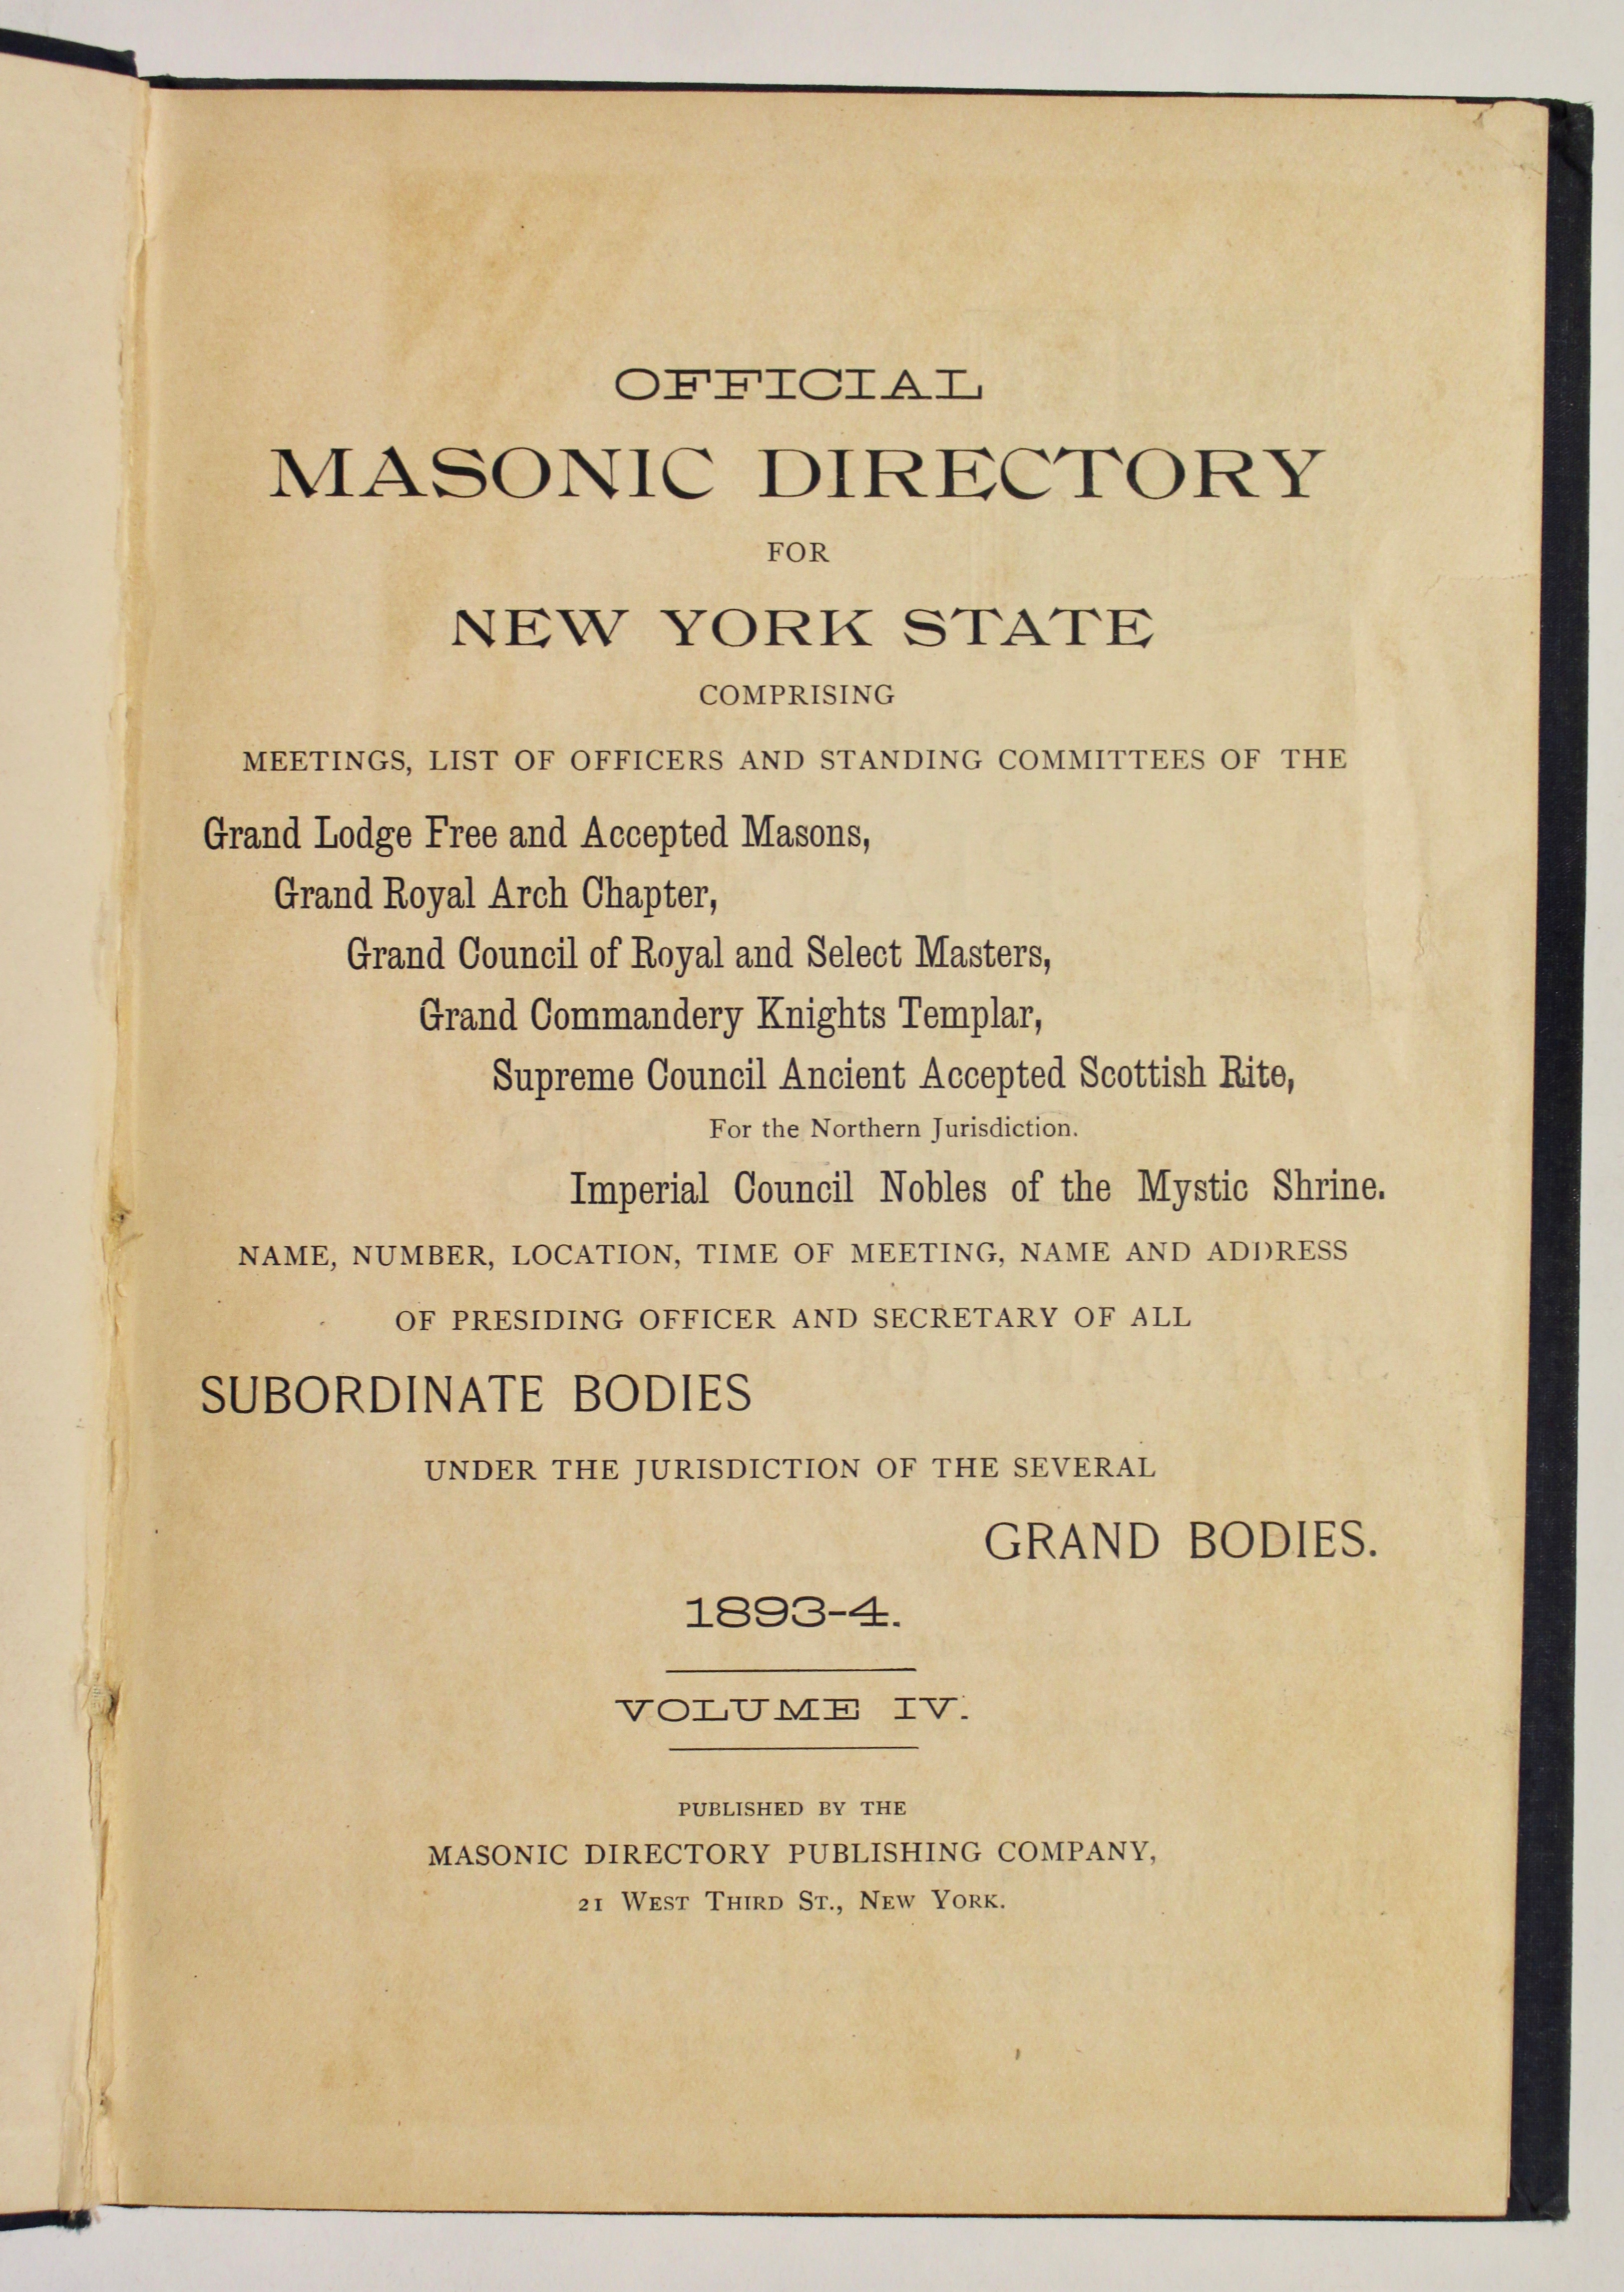 OFFICIAL
MASONIC DIRECTORY
FOR
NEW YORK STATE
COMPRISING
MEETINGS, LIST OF OFFICERS AND STANDING COMMITTEES OF THE
Grand Lodge Free and Accepted Masons,
Grand Royal Arch Chapter,
Grand Council of Royal and Select Masters,
Grand Commandery Knights Templar,
Supreme Council Ancient Accepted Scottish Rite,
For the Northern Jurisdiction.
Imperial Council Nobles of the Mystic Shrine.
NAME, NUMBER, LOCATION, TIME OF MEETING, NAME AND ADDRESS
OF PRESIDING OFFICER AND SECRETARY OF ALL
SUBORDINATE BODIES
UNDER THE JURISDICTION OF THE SEVERAL
GRAND BODIES.
1893-4.
VOLUME IV.
PUBLISHED BY THE
MASONIC DIRECTORY PUBLISHING COMPANY,
21 WEST THIRD ST., NEW YORK.